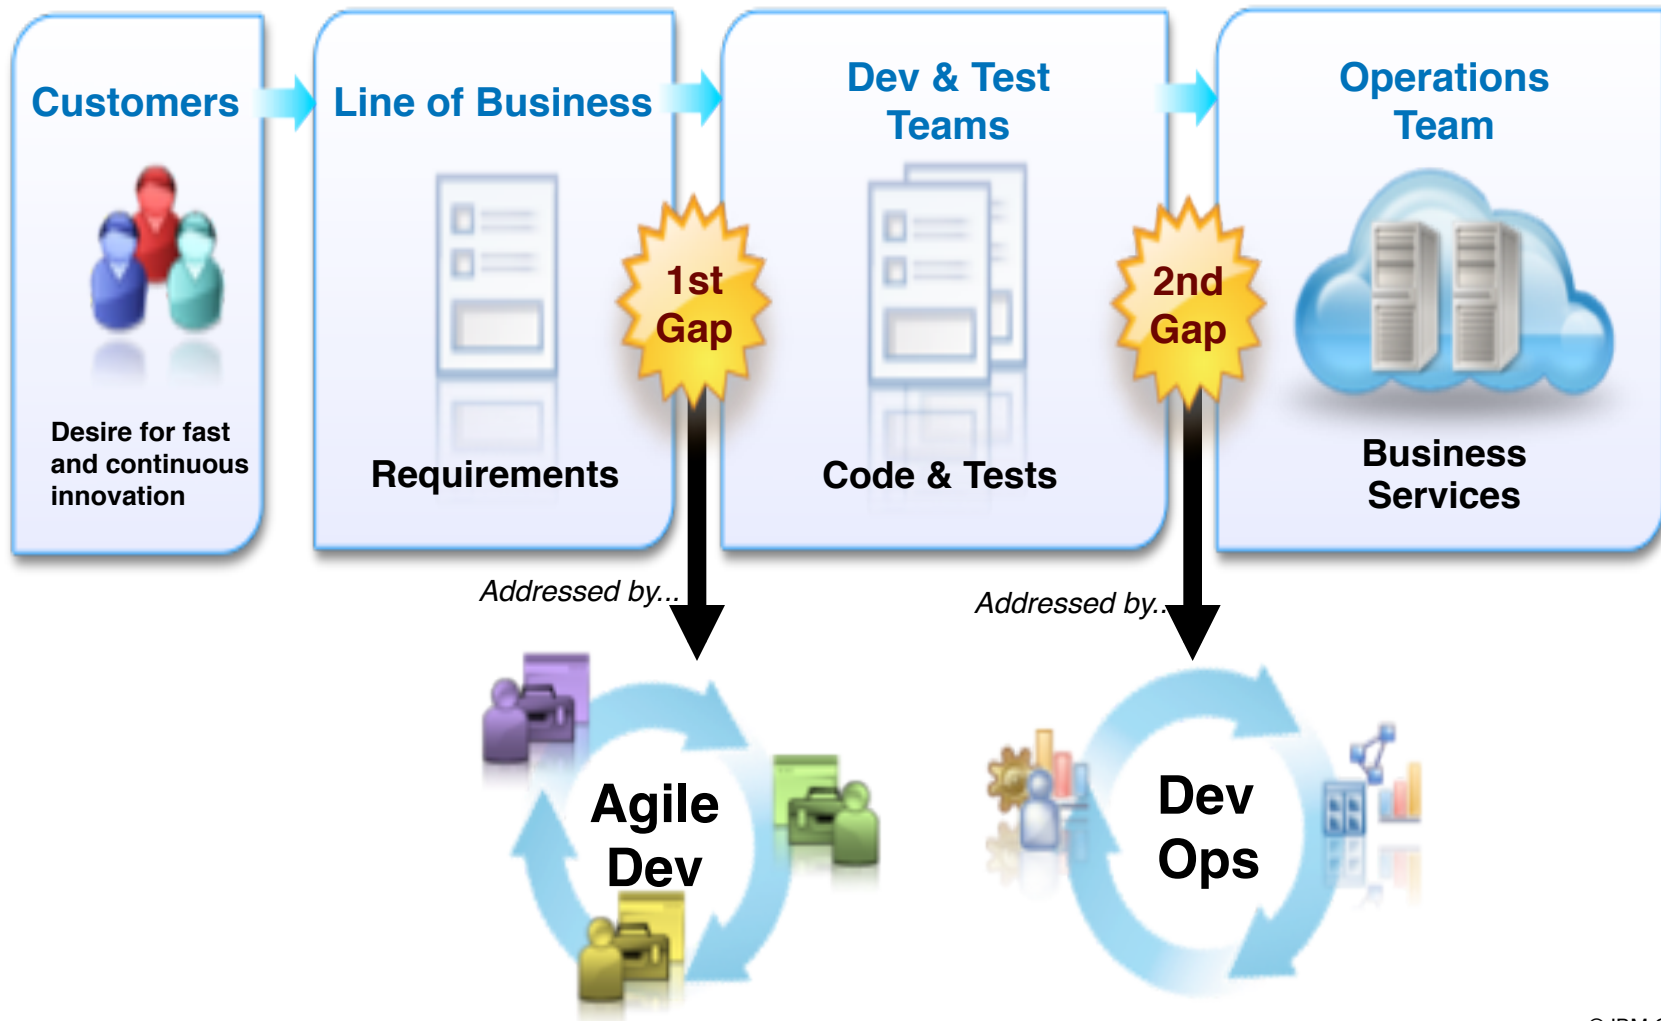 Customers
Line of Business
Dev & Test
Teams
Operations
Team
1st
Gap
2nd
Gap
Desire for fast
and continuous
innovation
Requirements
Code & Tests
Business
Services
Addressed by...
Addressed by..
Agile
Dev
Dev
Ops
© IBM